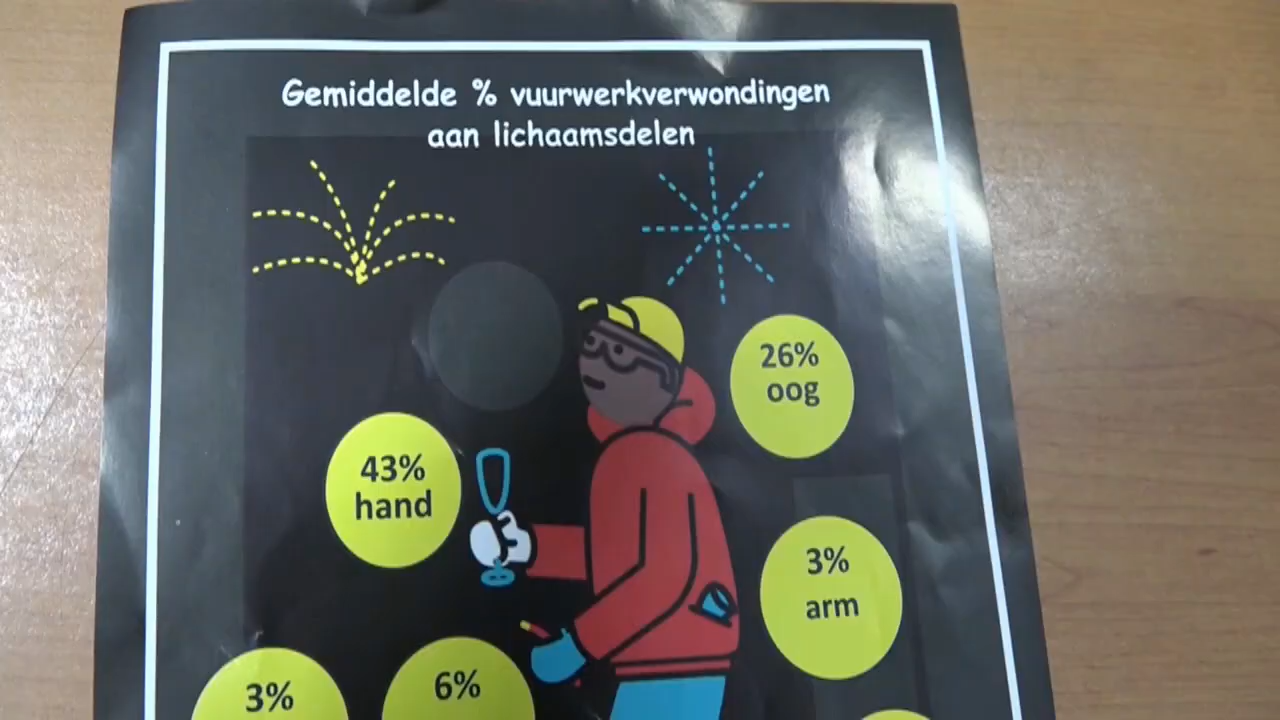 Gemiddelde % vuurwerkverwondingen
aan lichaamsdelen
26%
oog
43%
hand
3%
arm
3%
6%